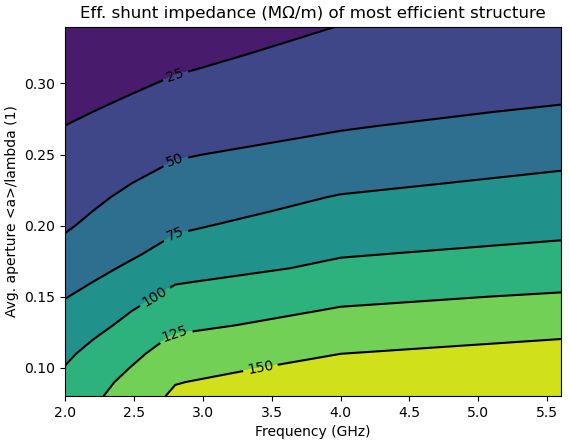 Eff. shunt impedance (MΩ/m) of most efficient structure
Avg. aperture <a>/lambda (1)
0.30
0.25
0.20
0.15
0.10
25
50
75
100
125
150
2.0 2.5 3.0 3.5 4.0 4.5 5.0 5.5
Frequency (GHz)